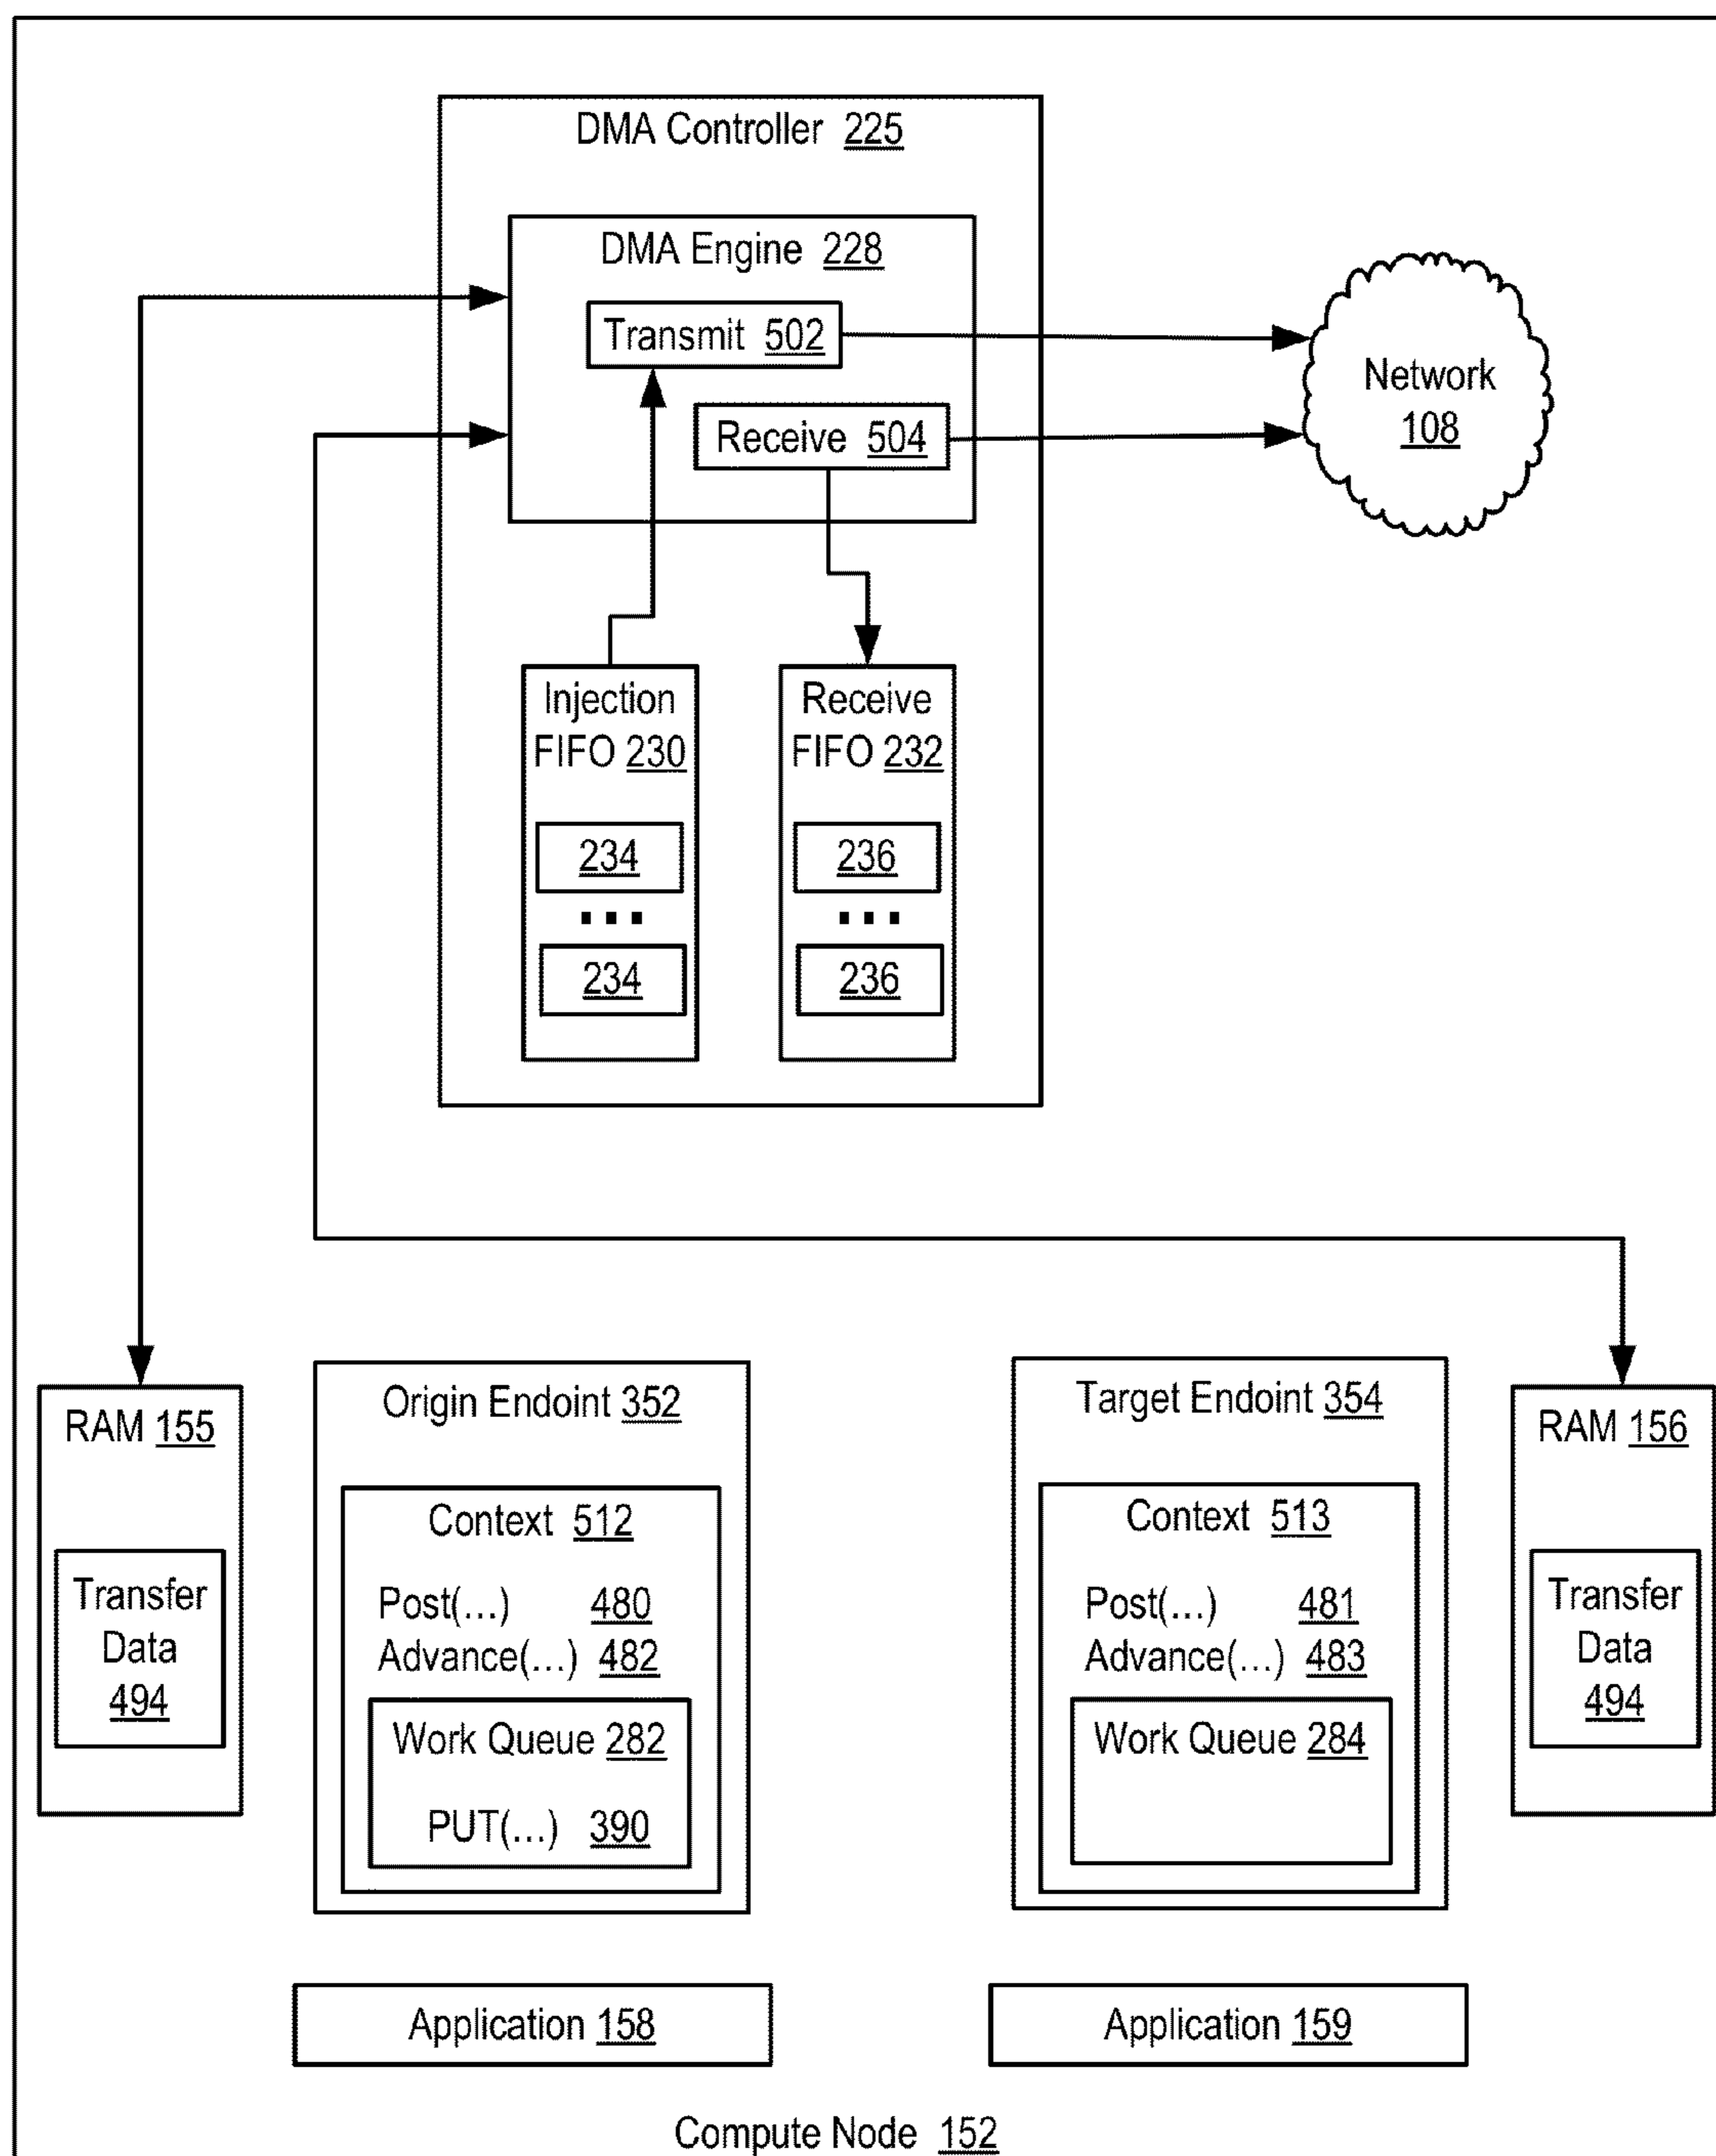 DMA Controller 225
DMA Engine 228
Transmit 502
Receive 504
Network
108
Injection
FIFO 230
234
...
234
Receive
FIFO 232
236
...
236
RAM 155
Transfer
Data
494
Origin Endoint 352
Context 512
Post(...) 480
Advance(...) 482
Work Queue 282
PUT(...) 390
Target Endoint 354
Context 513
Post(...) 481
Advance(...) 483
Work Queue 284
RAM 156
Transfer
Data
494
Application 158
Application 159
Compute Node 152